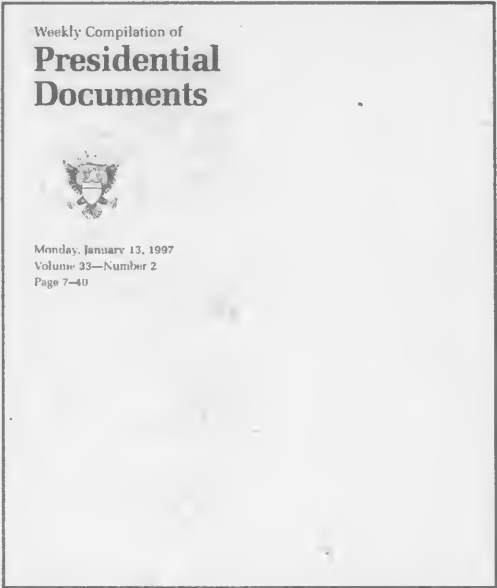 Weekly Compilation of
Presidential
Documents
Monday, January 13, 1997
Volume 33—Number 2
Page 7–40